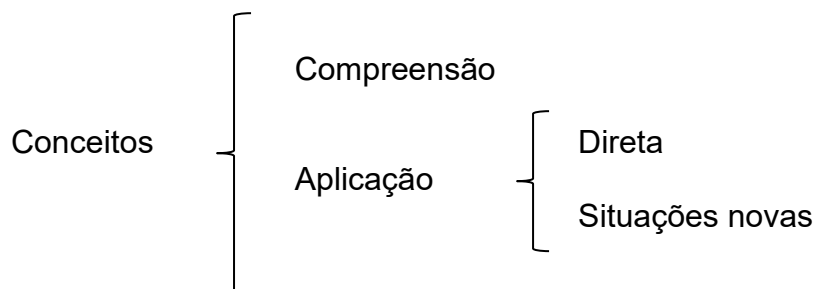 Compreensão
Conceitos
Direta
Aplicação
Situações novas